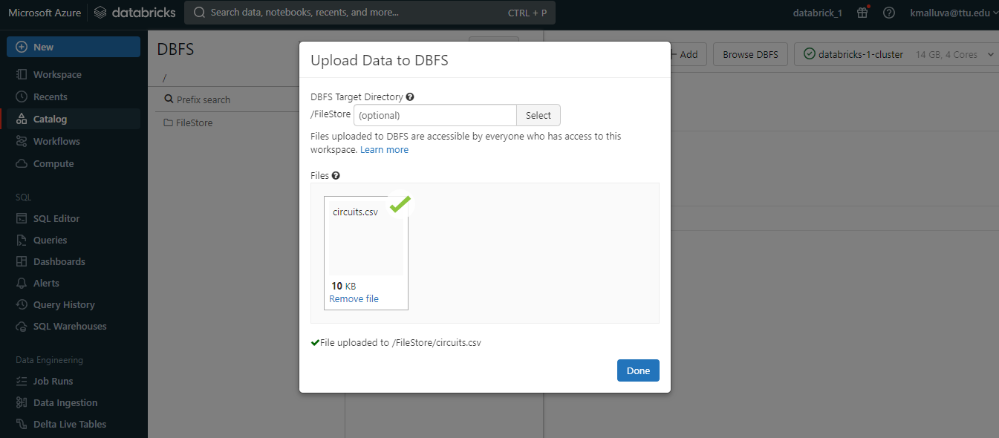 Microsoft Azure
databricks
Search data, notebooks, recents, and more...
CTRL + P
databrick_1
kmalluva@ttu.edu
New
Workspace
Recents
Catalog
Workflows
Compute
SQL
SQL Editor
Queries
Dashboards
Alerts
Query History
SQL Warehouses
Data Engineering
Job Runs
Data Ingestion
Delta Live Tables
DBFS
/
Prefix search
FileStore
Add
Browse DBFS
databricks-1-cluster
14 GB, 4 Cores
Upload Data to DBFS
DBFS Target Directory
/FileStore
(optional)
Select
Files uploaded to DBFS are accessible by everyone who has access to this
workspace. Learn more
Files
circuits.csv
10 KB
Remove file
File uploaded to /FileStore/circuits.csv
Done